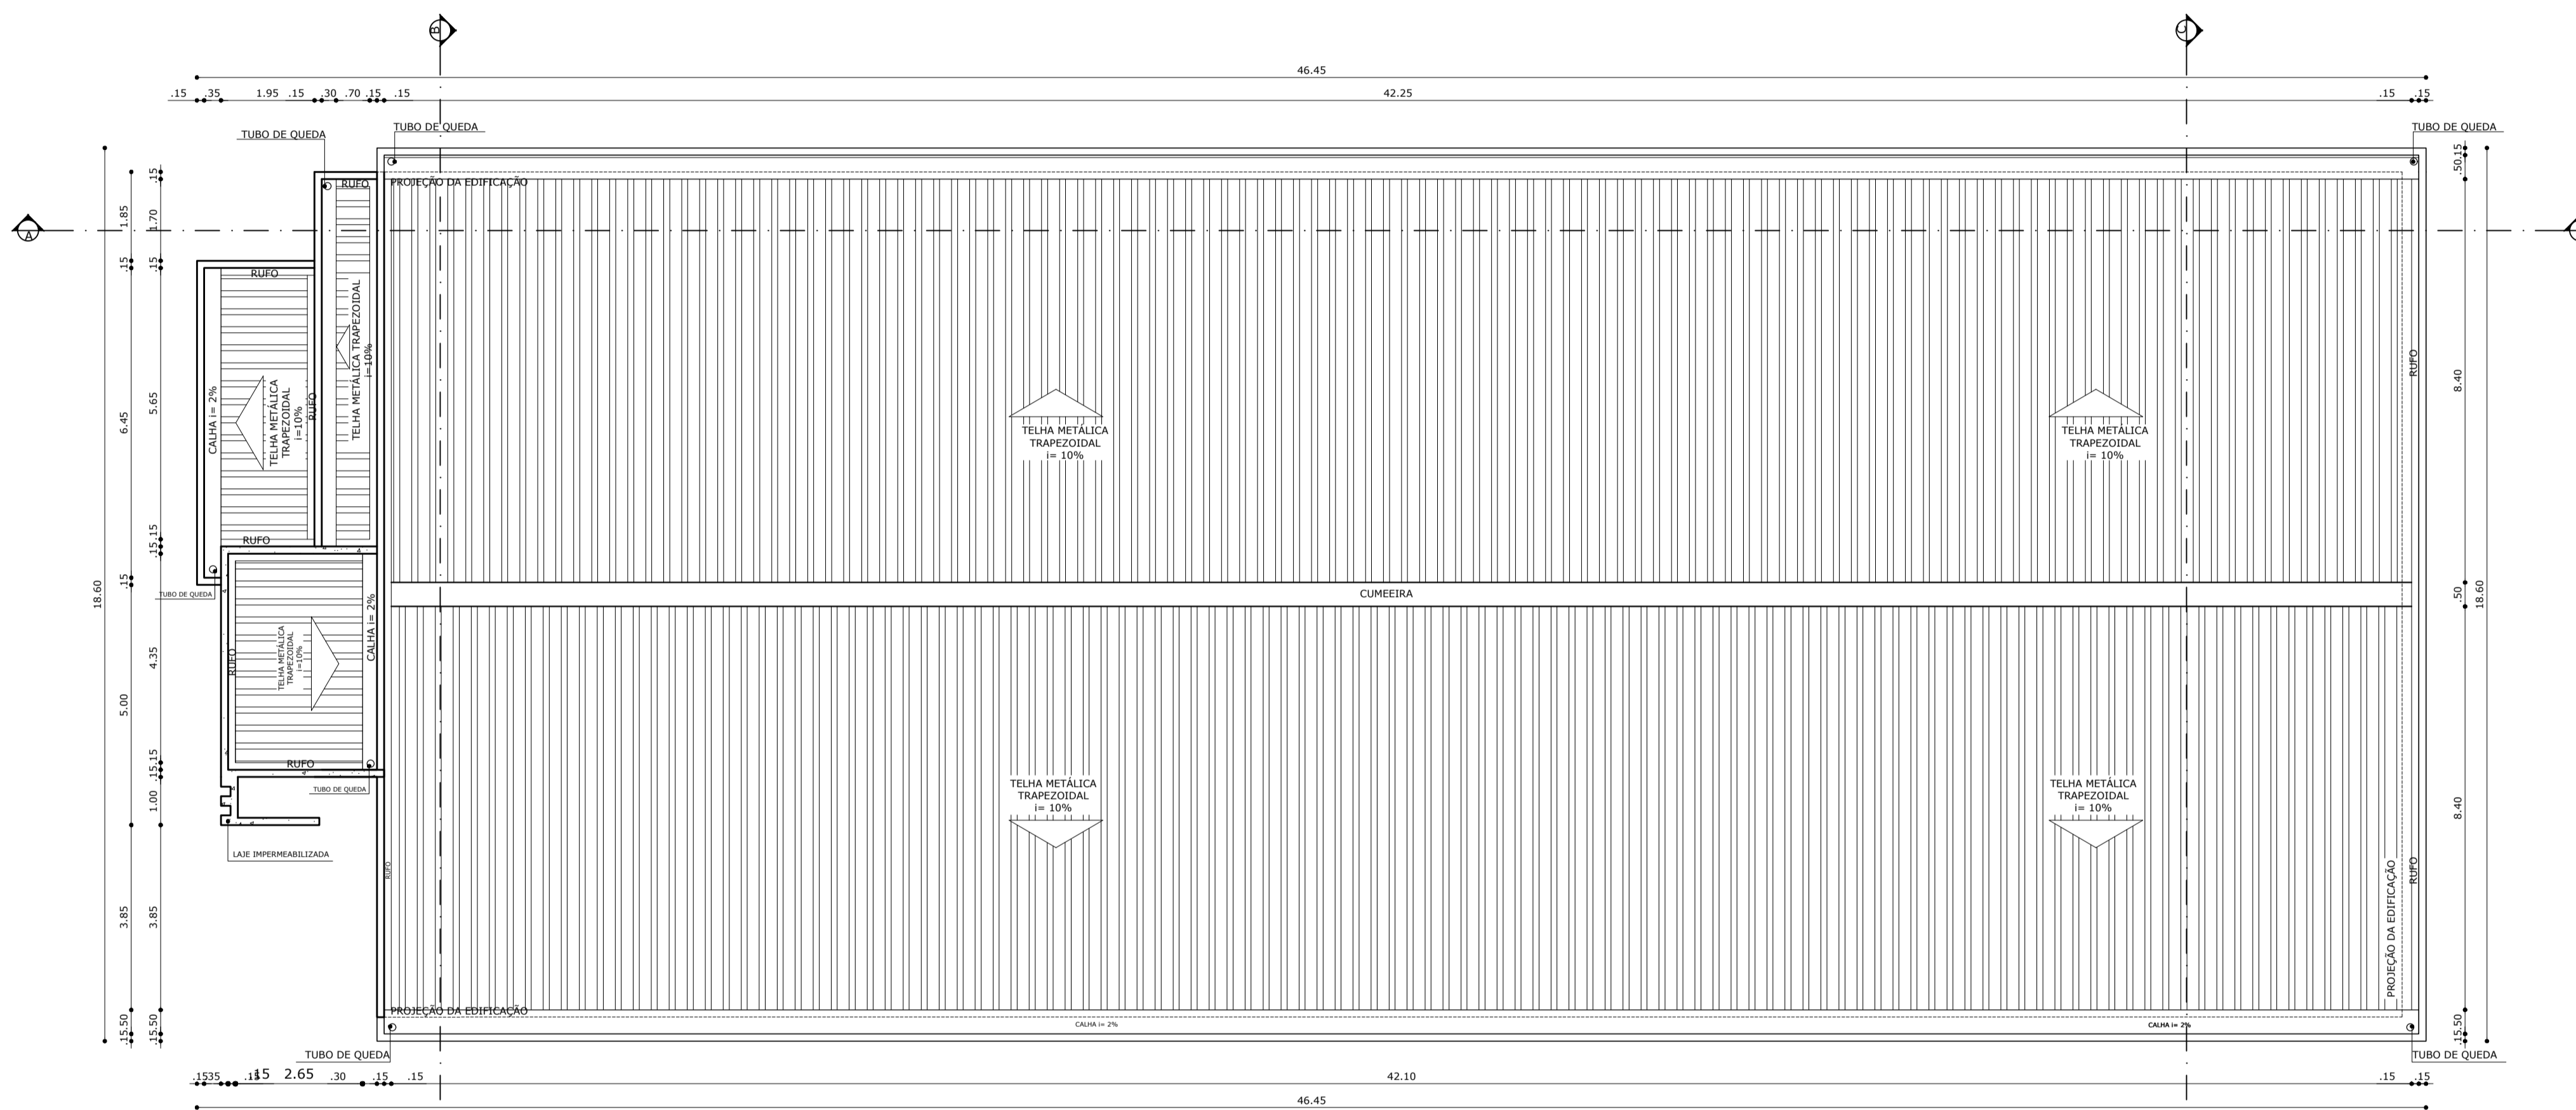 B
C
46.45
.15 .35 1.95 .15 .30 .70 .15 .15 42.25 .15 .15
TUBO DE QUEDA
TUBO DE QUEDA
TUBO DE QUEDA
RUFO
PROJEÇÃO DA EDIFICAÇÃO
A
RUFO
CALHA i= 2%
TELHA METÁLICA
TRAPEZOIDAL
i=10%
RUFO
TELHA METÁLICA TRAPEZOIDAL
i=10%
TELHA METÁLICA
TRAPEZOIDAL
i= 10%
TELHA METÁLICA
TRAPEZOIDAL
i= 10%
RUFO
RUFO
TUBO DE QUEDA
CUMEEIRA
CALHA i= 2%
RUFO
TELHA METÁLICA
TRAPEZOIDAL
i=10%
RUFO
TUBO DE QUEDA
LAJE IMPERMEABILIZADA
RUFO
TELHA METÁLICA
TRAPEZOIDAL
i= 10%
TELHA METÁLICA
TRAPEZOIDAL
i= 10%
RUFO
PROJEÇÃO DA EDIFICAÇÃO
PROJEÇÃO DA EDIFICAÇÃO
CALHA i= 2%
CALHA i= 2%
TUBO DE QUEDA
TUBO DE QUEDA
18.60
1.85
.15
6.45
.15
5.00
3.85
.15.50
.15
1.70
.15
5.65
.15.15
4.35
.15.15
1.00
3.85
.15.50
.50.15
8.40
.50
8.40
.15.50
18.60
.15 35 .15 15 2.65 .30 .15 .15 42.10 .15 .15
46.45